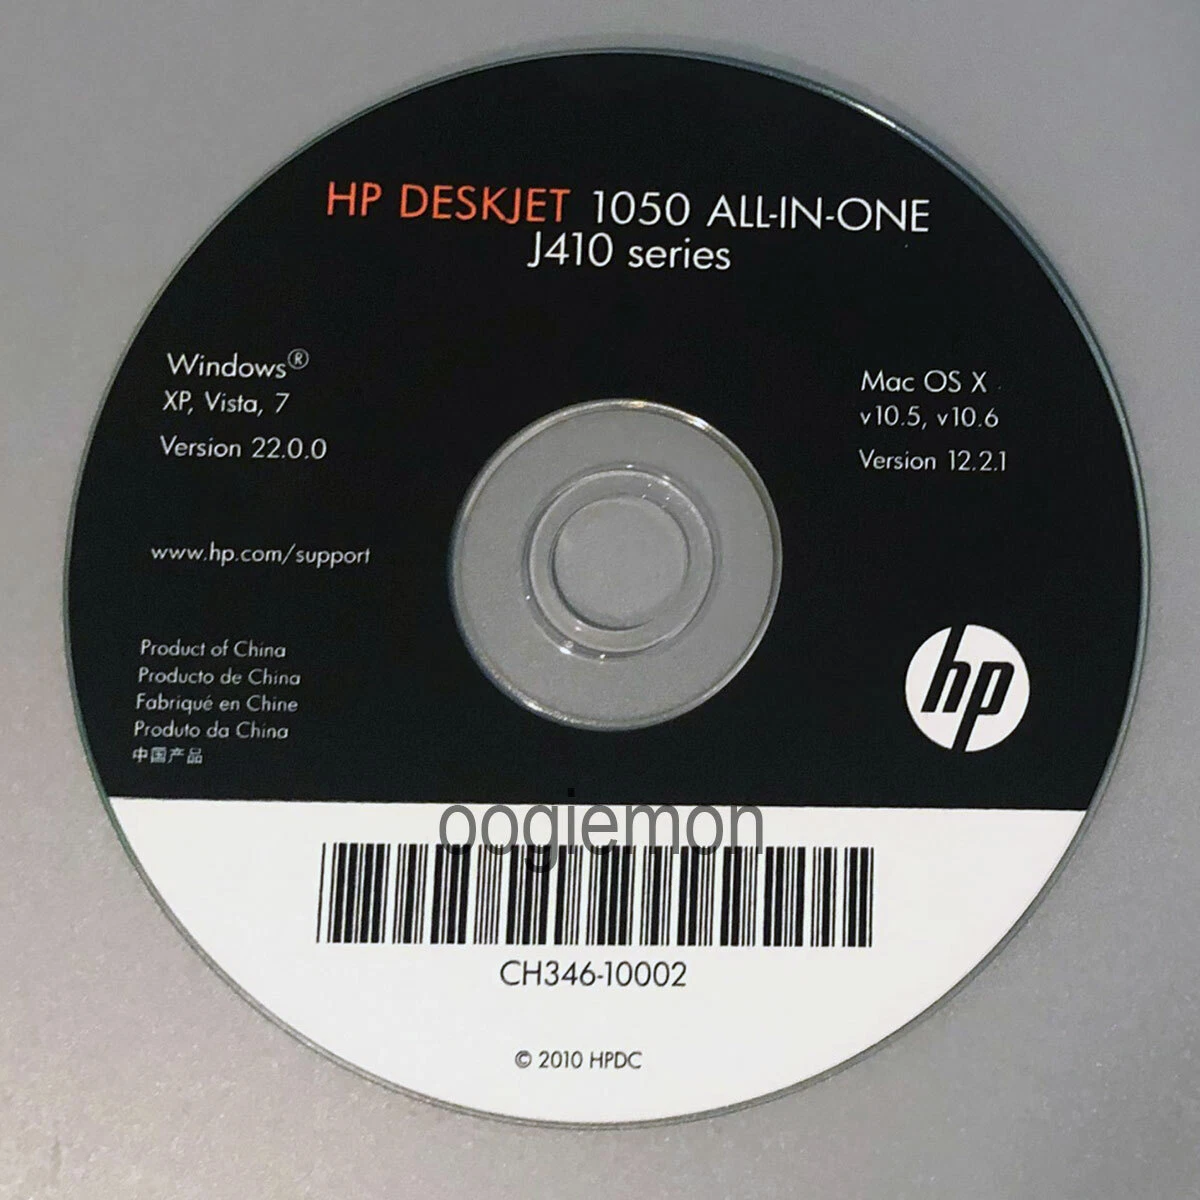 HP DESKJET 1050 ALL-IN-ONE
J410 series
Windows®
XP, Vista, 7
Version 22.0.0
Mac OS X
v10.5, v10.6
Version 12.2.1
www.hp.com/support
Product of China
Producto de China
Fabriqué en Chine
Produto da China
中国产品
hp
oogiemon
CH346-10002
© 2010 HPDC